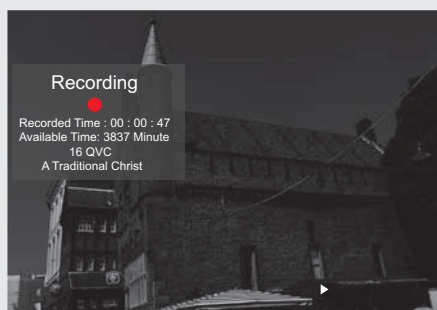 Recording
Recorded Time : 00 : 00 : 47
Available Time: 3837 Minute
16 QVC
A Traditional Christ